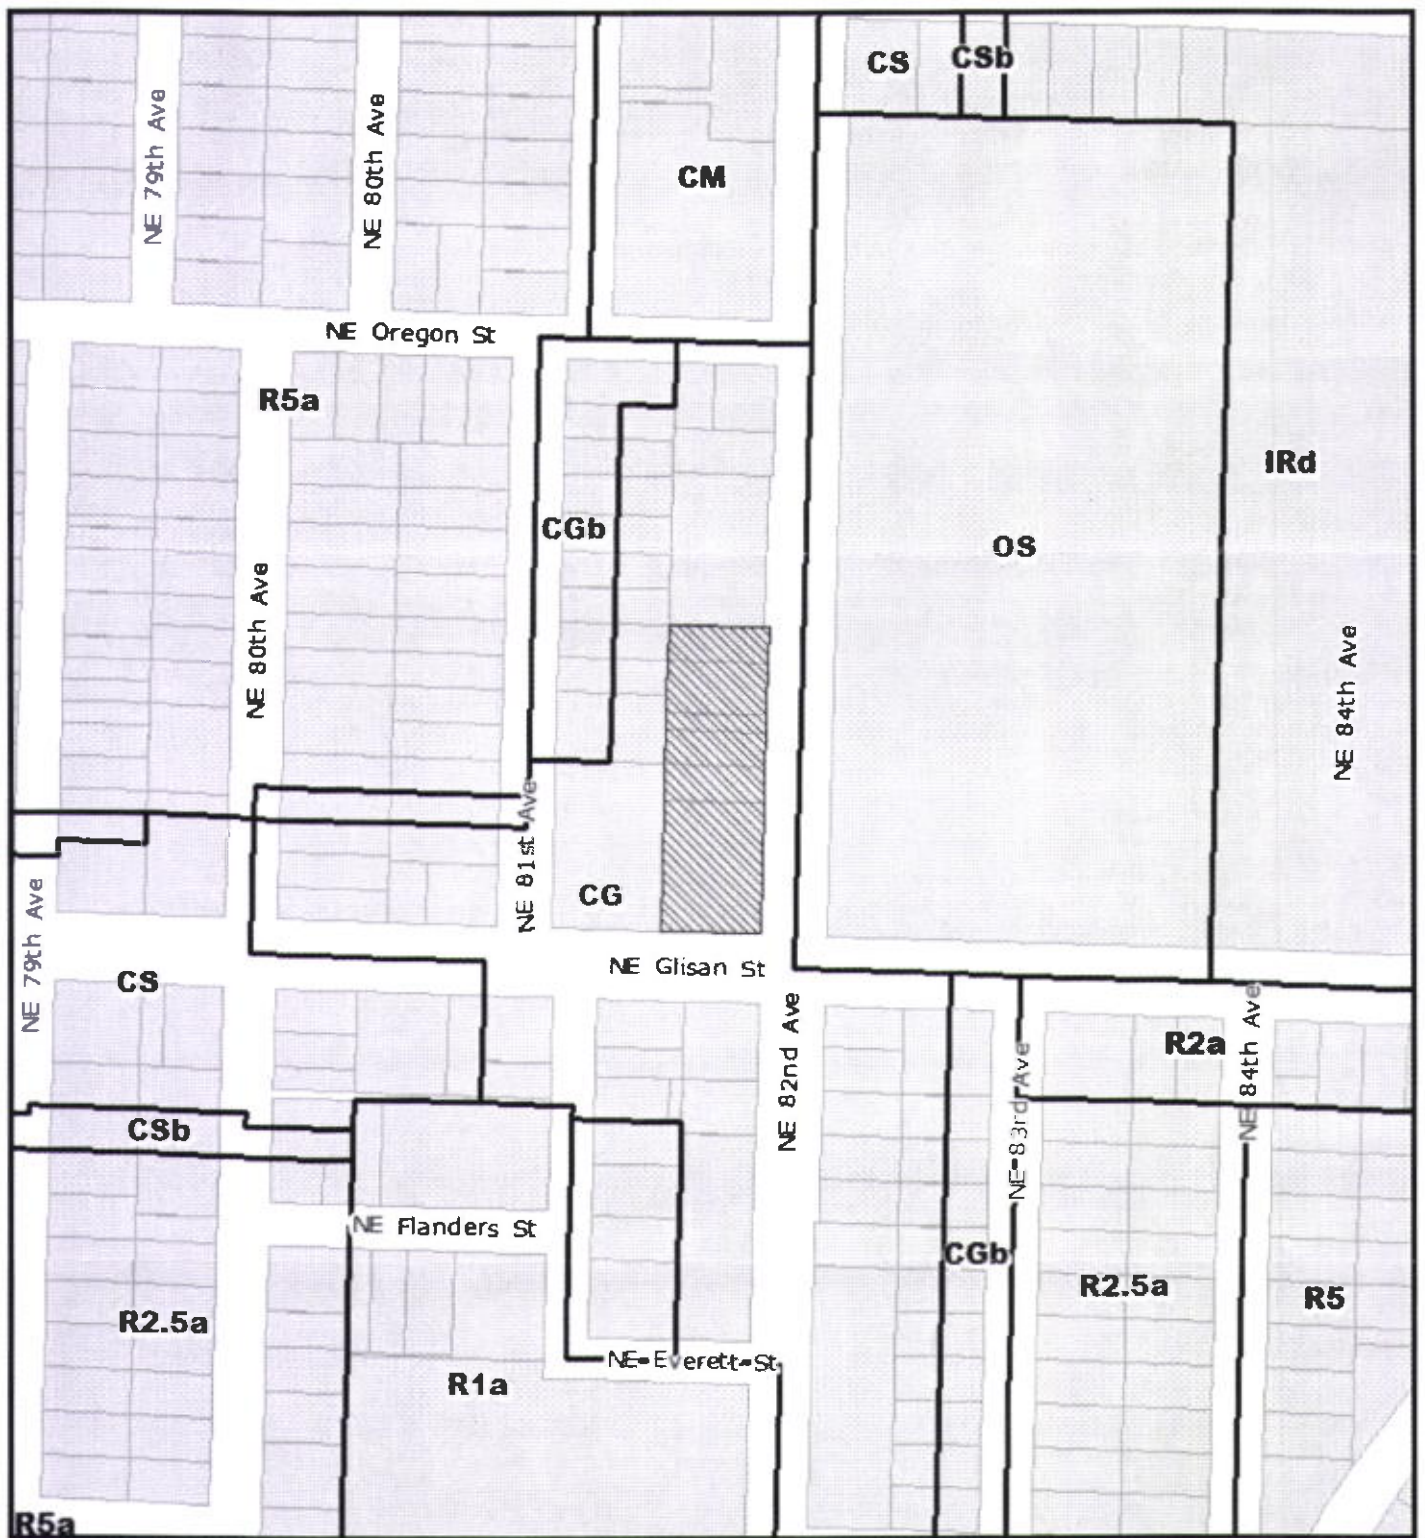 CS
CSb
NE 79th Ave
NE 80th Ave
CM
NE Oregon St
R5a
IRd
CGb
OS
NE 80th Ave
NE 84th Ave
NE 81st Ave
CG
NE 79th Ave
NE Glisan St
CS
NE 82nd Ave
R2a
NE 84th Ave
NE 83rd Ave
CSb
NE Flanders St
CGb
R2.5a
R5
R2.5a
NE Everett St
R1a
R5a